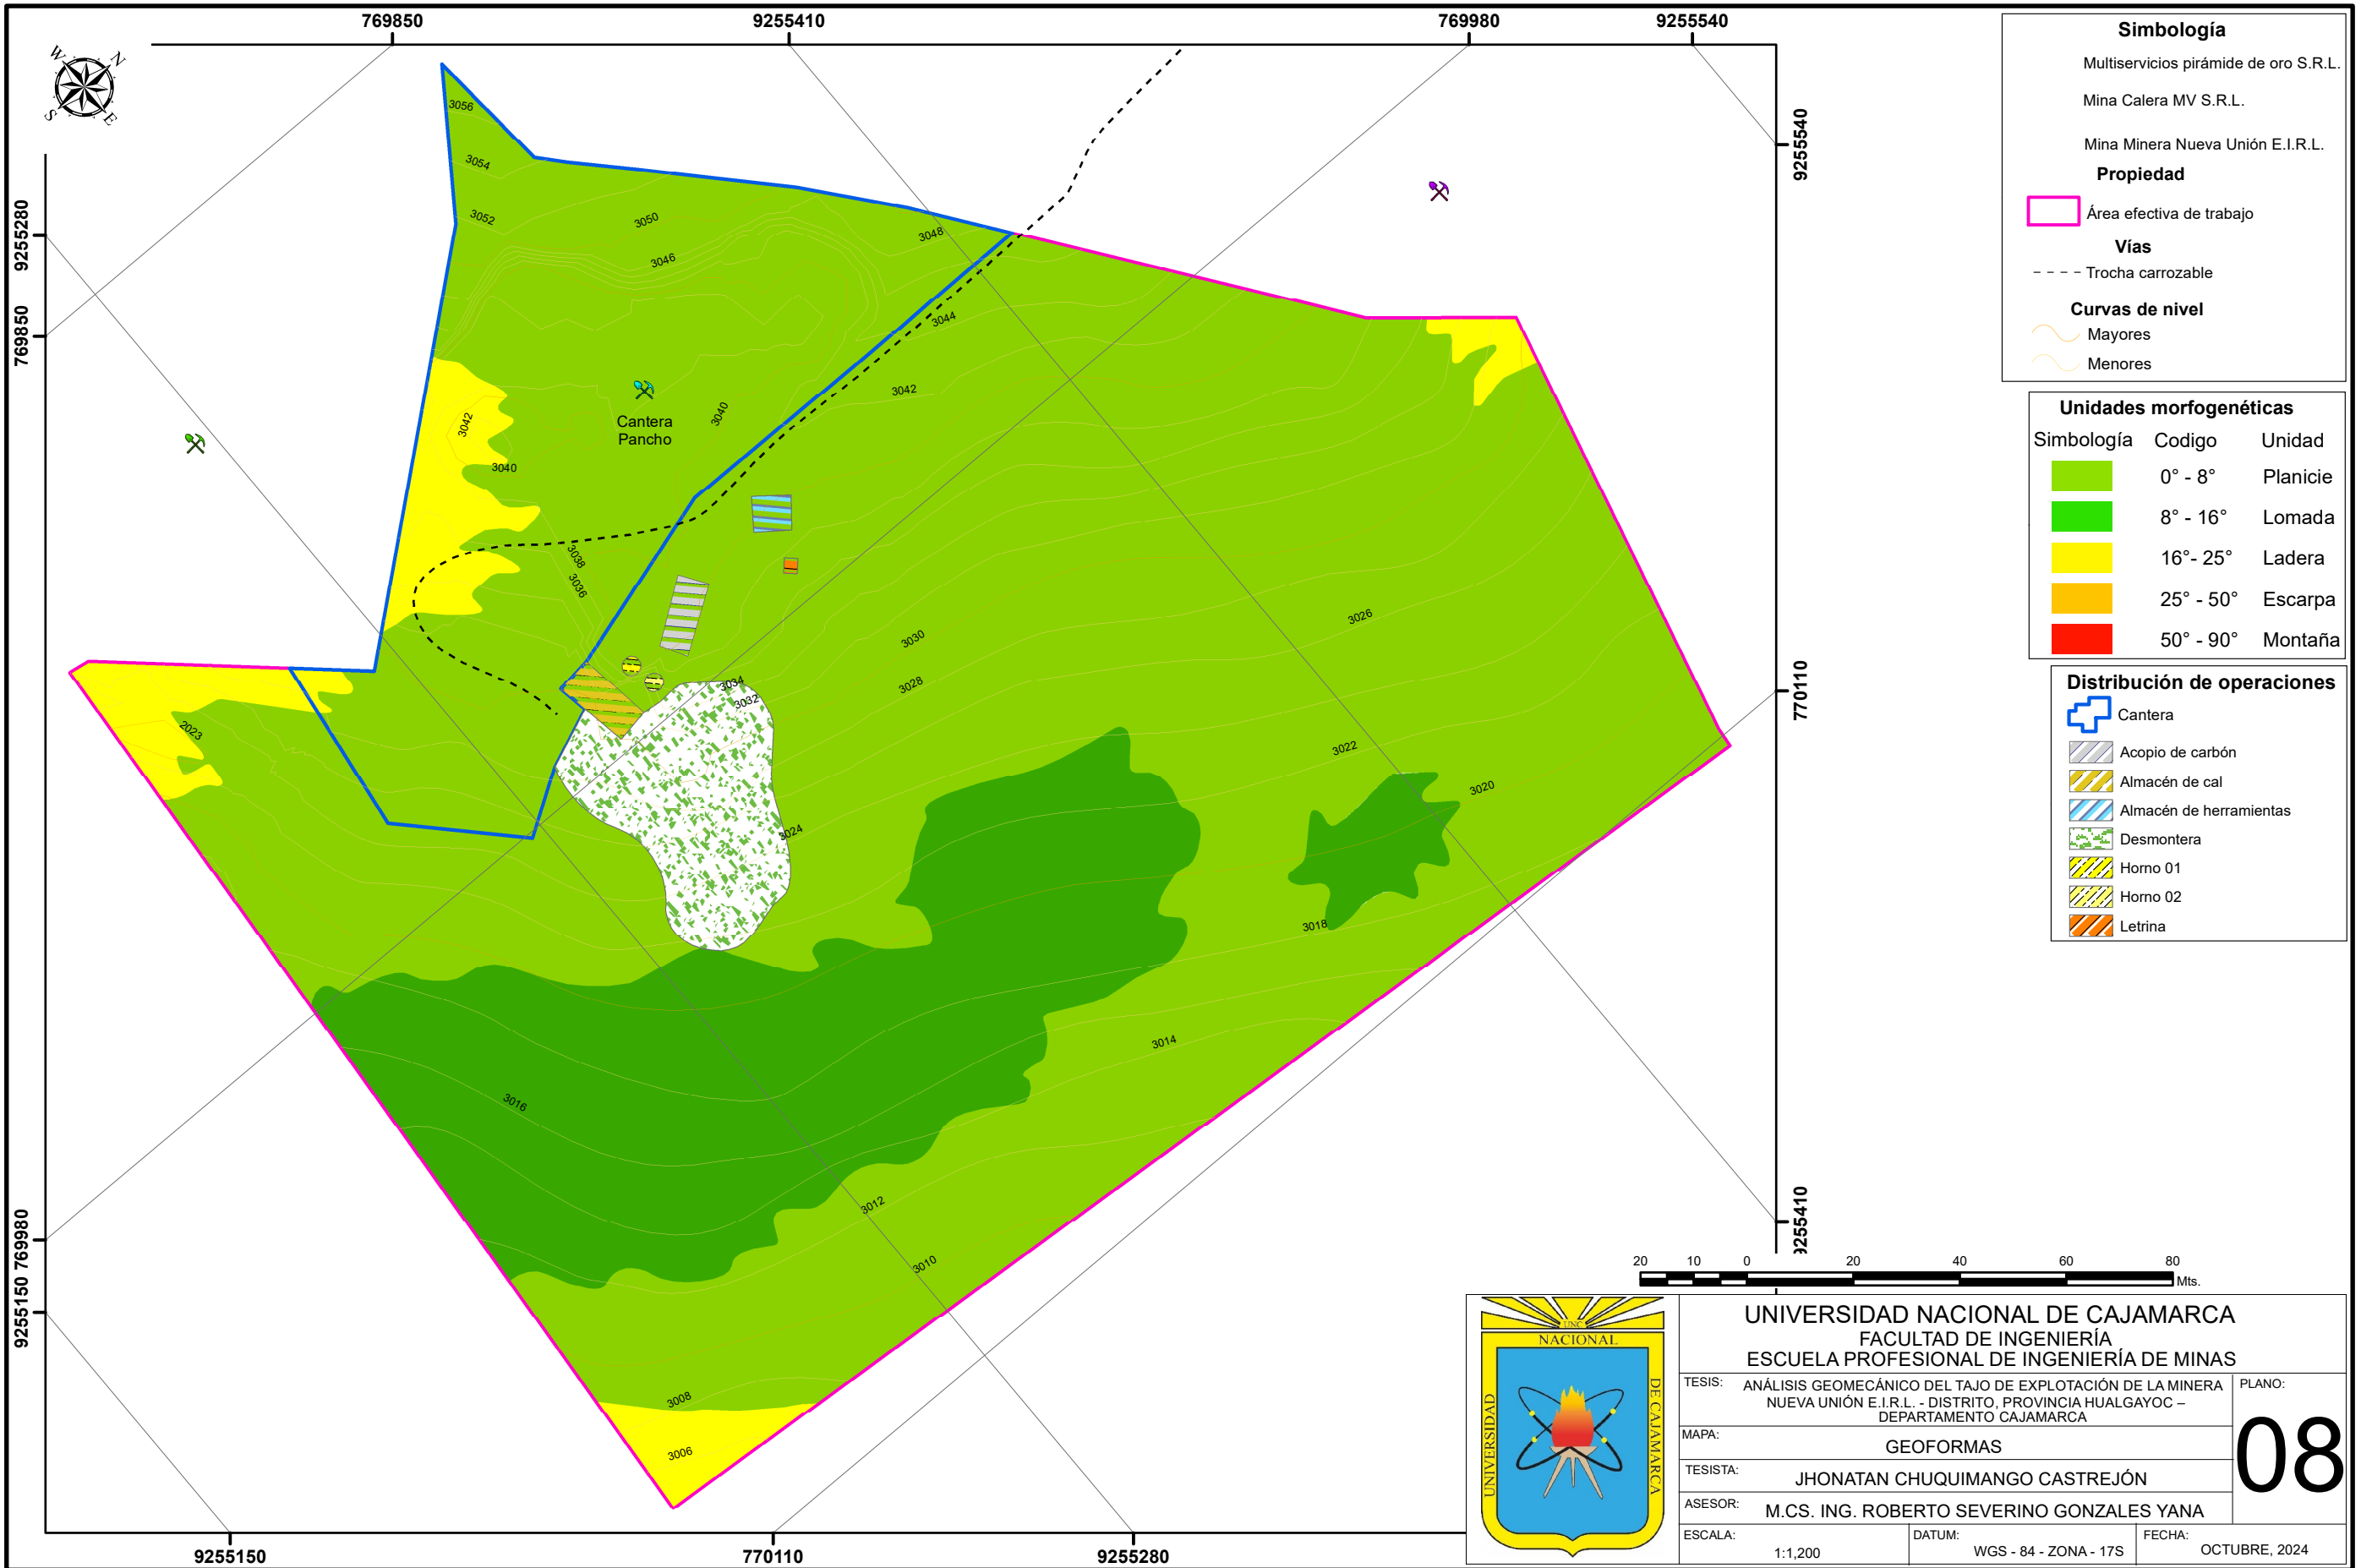 769850
9255410
769980
9255540
W
N
S
E
9255280
769850
769980
9255150
9255540
770110
9255410
9255150
770110
9255280
3056
3054
3052
3050
3048
3046
3044
3042
3040
3042
3040
Cantera
Pancho
3038
3036
3034
3032
3030
3028
3026
3024
3022
3020
3018
2023
3016
3014
3012
3010
3008
3006
Simbología
Multiservicios pirámide de oro S.R.L.
Mina Calera MV S.R.L.
Mina Minera Nueva Unión E.I.R.L.
Propiedad
Área efectiva de trabajo
Vías
Trocha carrozable
Curvas de nivel
Mayores
Menores
Unidades morfogenéticas
Simbología Codigo Unidad
0° - 8° Planicie
8° - 16° Lomada
16°- 25° Ladera
25° - 50° Escarpa
50° - 90° Montaña
Distribución de operaciones
Cantera
Acopio de carbón
Almacén de cal
Almacén de herramientas
Desmontera
Horno 01
Horno 02
Letrina
20 10 0 20 40 60 80
Mts.
UNC
NACIONAL
UNIVERSIDAD
DE CAJAMARCA
UNIVERSIDAD NACIONAL DE CAJAMARCA
FACULTAD DE INGENIERÍA
ESCUELA PROFESIONAL DE INGENIERÍA DE MINAS
TESIS: ANÁLISIS GEOMECÁNICO DEL TAJO DE EXPLOTACIÓN DE LA MINERA
NUEVA UNIÓN E.I.R.L. - DISTRITO, PROVINCIA HUALGAYOC –
DEPARTAMENTO CAJAMARCA
PLANO:
08
MAPA: GEOFORMAS
TESISTA: JHONATAN CHUQUIMANGO CASTREJÓN
ASESOR: M.CS. ING. ROBERTO SEVERINO GONZALES YANA
ESCALA: 1:1,200
DATUM: WGS - 84 - ZONA - 17S
FECHA: OCTUBRE, 2024